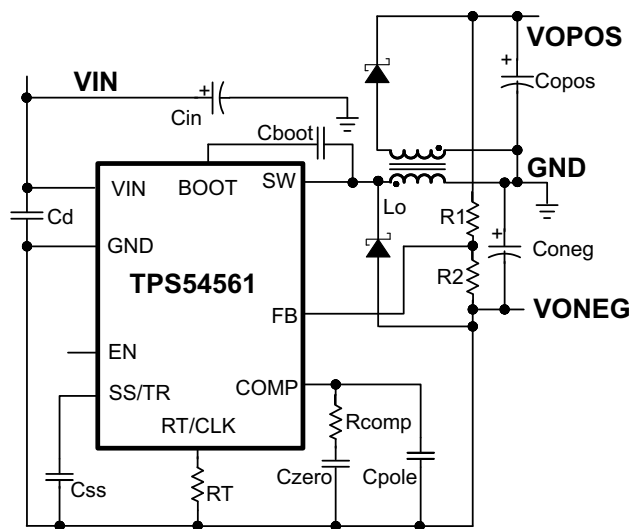 VOPOS
VIN
Copos
Cin
Cboot
GND
VIN
BOOT
SW
Cd
Lo
R1
GND
Coneg
TPS54561
R2
FB
VONEG
EN
COMP
SS/TR
RT/CLK
Rcomp
Css
RT
Czero
Cpole